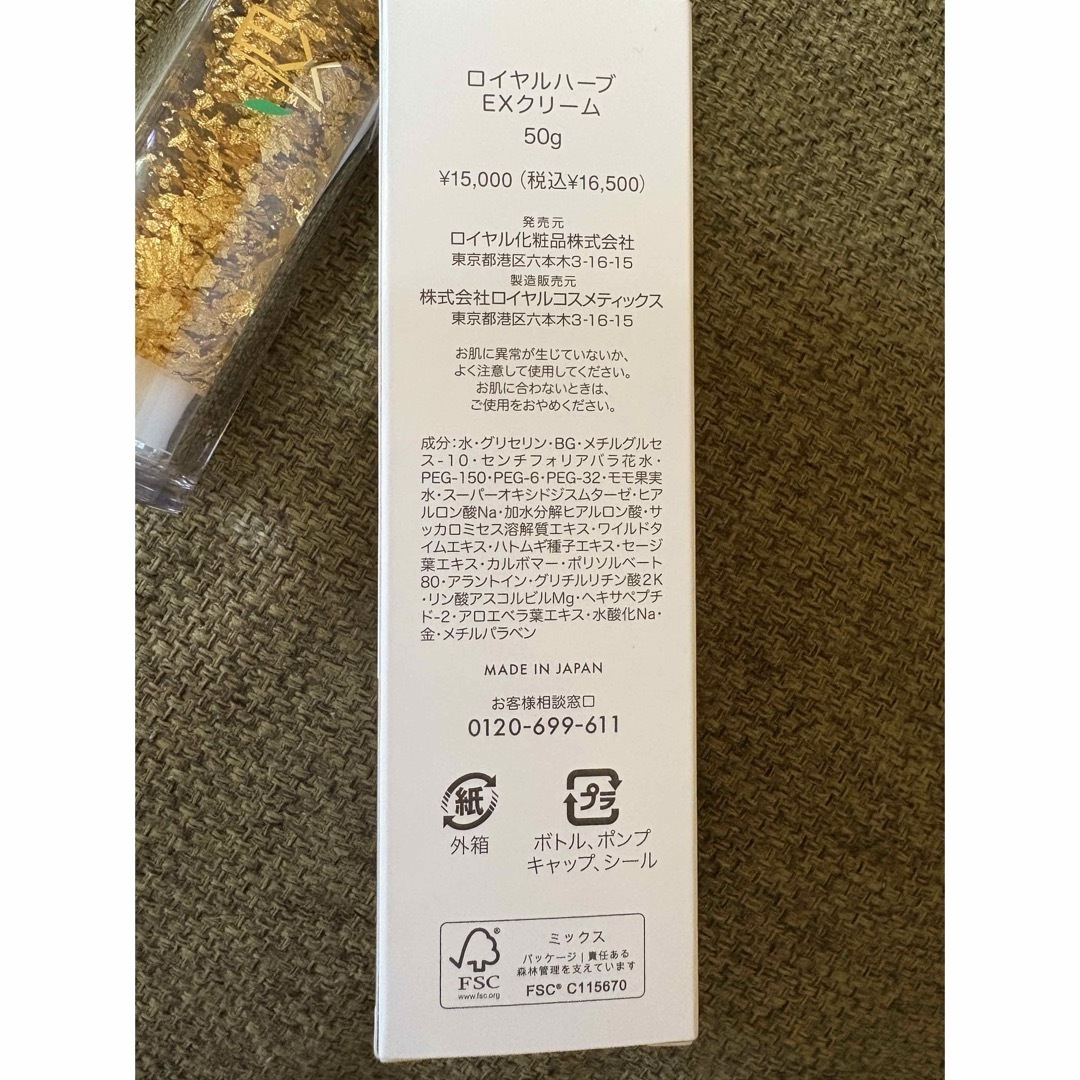 ロイヤルハーブ
EXクリーム
50g
¥15,000（税込¥16,500）
発売元
ロイヤル化粧品株式会社
東京都港区六本木3-16-15
製造販売元
株式会社ロイヤルコスメティックス
東京都港区六本木3-16-15
お肌に異常が生じていないか、
よく注意して使用してください。
お肌に合わないときは、
ご使用をおやめください。
成分：水・グリセリン・BG・メチルグルセ
ス-10・センチフォリアバラ花水・
PEG-150・PEG-6・PEG-32・モモ果実
水・スーパーオキシドジスムターゼ・ヒア
ルロン酸Na・加水分解ヒアルロン酸・サ
ッカロミセス溶解質エキス・ワイルドタ
イムエキス・ハトムギ種子エキス・セージ
葉エキス・カルボマー・ポリソルベート
80・アラントイン・グリチルリチン酸2K
・リン酸アスコルビルMg・ヘキサペプチ
ド-2・アロエベラ葉エキス・水酸化Na・
金・メチルパラベン
MADE IN JAPAN
お客様相談窓口
0120-699-611
紙
外箱
プラ
ボトル、ポンプ
キャップ、シール
FSC®
www.fsc.org
ミックス
パッケージ｜責任ある
森林管理を支えています
FSC® C115670